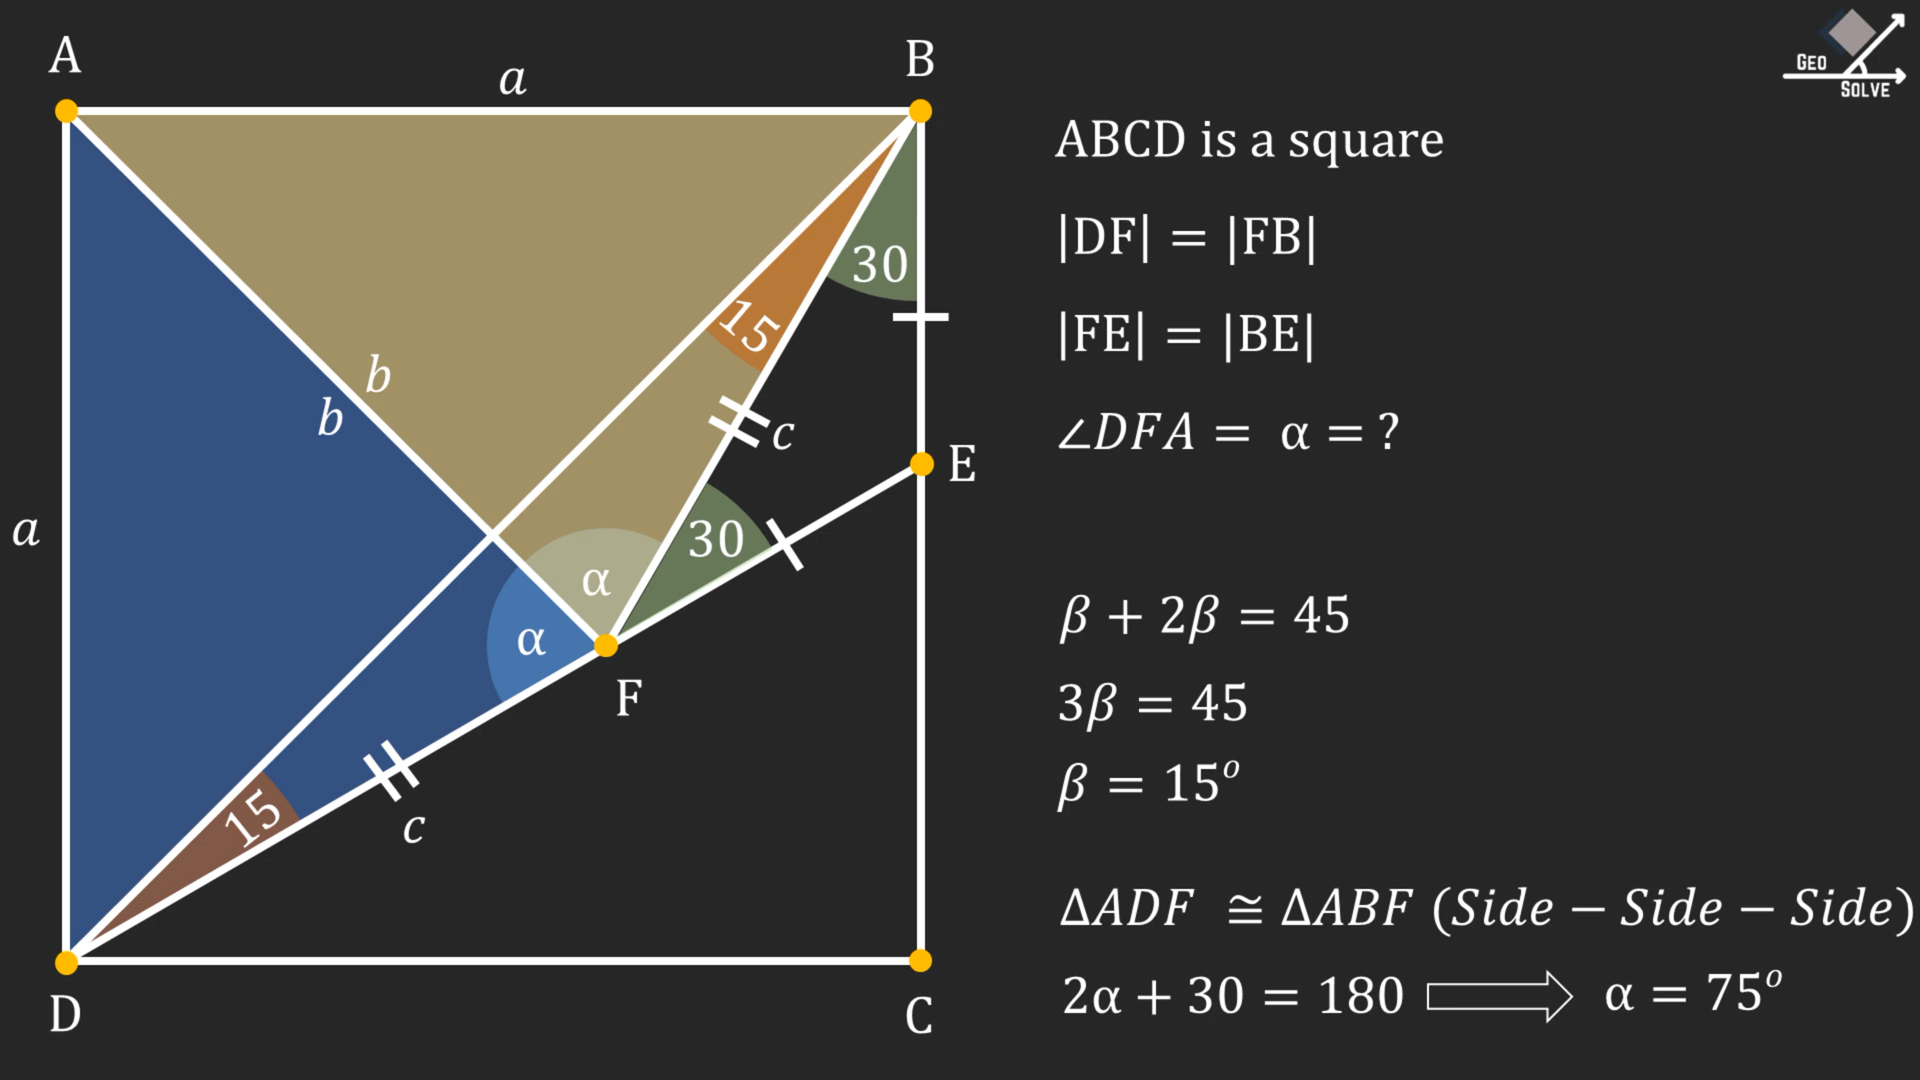 A
B
a
GEO
SOLVE
ABCD is a square
|DF| = |FB|
30
|FE| = |BE|
15
b
b
c
∠DFA = α = ?
E
a
30
α
α
β + 2β = 45
F
3β = 45
15
c
β = 15°
ΔADF ≅ ΔABF (Side − Side − Side)
2α + 30 = 180
α = 75°
D
C